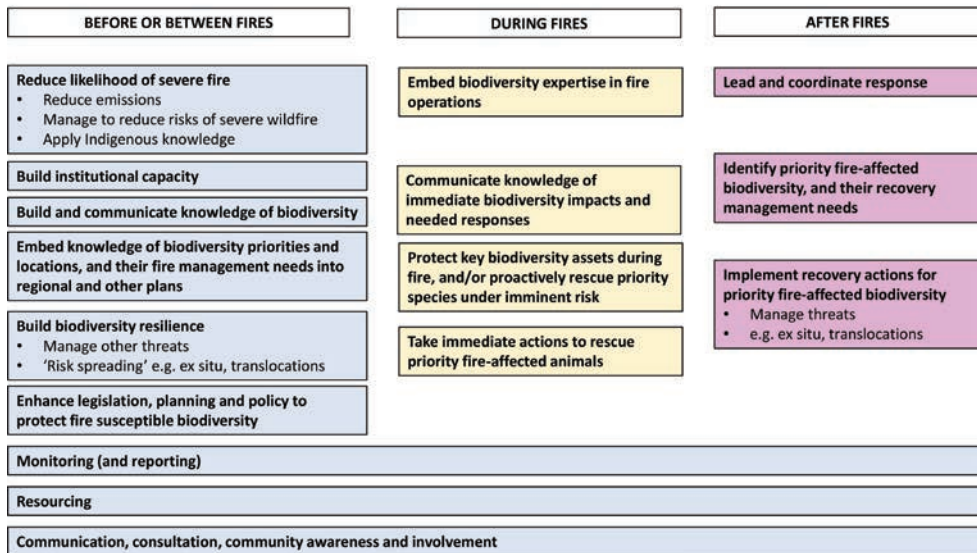 BEFORE OR BETWEEN FIRES
Reduce likelihood of severe fire
• Reduce emissions
• Manage to reduce risks of severe wildfire
• Apply Indigenous knowledge
Build institutional capacity
Build and communicate knowledge of biodiversity
Embed knowledge of biodiversity priorities and
locations, and their fire management needs into
regional and other plans
Build biodiversity resilience
• Manage other threats
• ‘Risk spreading’ e.g. ex situ, translocations
Enhance legislation, planning and policy to
protect fire susceptible biodiversity
DURING FIRES
Embed biodiversity expertise in fire
operations
Communicate knowledge of
immediate biodiversity impacts and
needed responses
Protect key biodiversity assets during
fire, and/or proactively rescue priority
species under imminent risk
Take immediate actions to rescue
priority fire-affected animals
AFTER FIRES
Lead and coordinate response
Identify priority fire-affected
biodiversity, and their recovery
management needs
Implement recovery actions for
priority fire-affected biodiversity
• Manage threats
• e.g. ex situ, translocations
Monitoring (and reporting)
Resourcing
Communication, consultation, community awareness and involvement